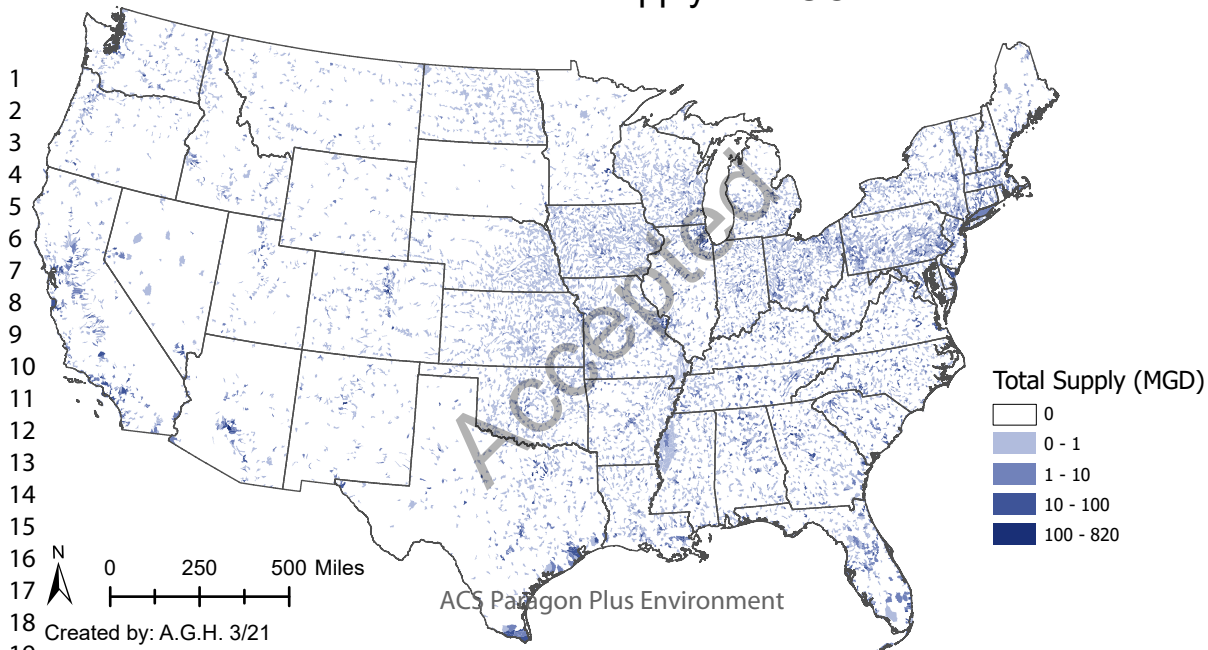 1
2
3
4
5
6
7
8
9
10
11
12
13
14
15
16
17
18
Accepted
Total Supply (MGD)
0
0 - 1
1 - 10
10 - 100
100 - 820
N
0 250 500 Miles
ACS Paragon Plus Environment
Created by: A.G.H. 3/21